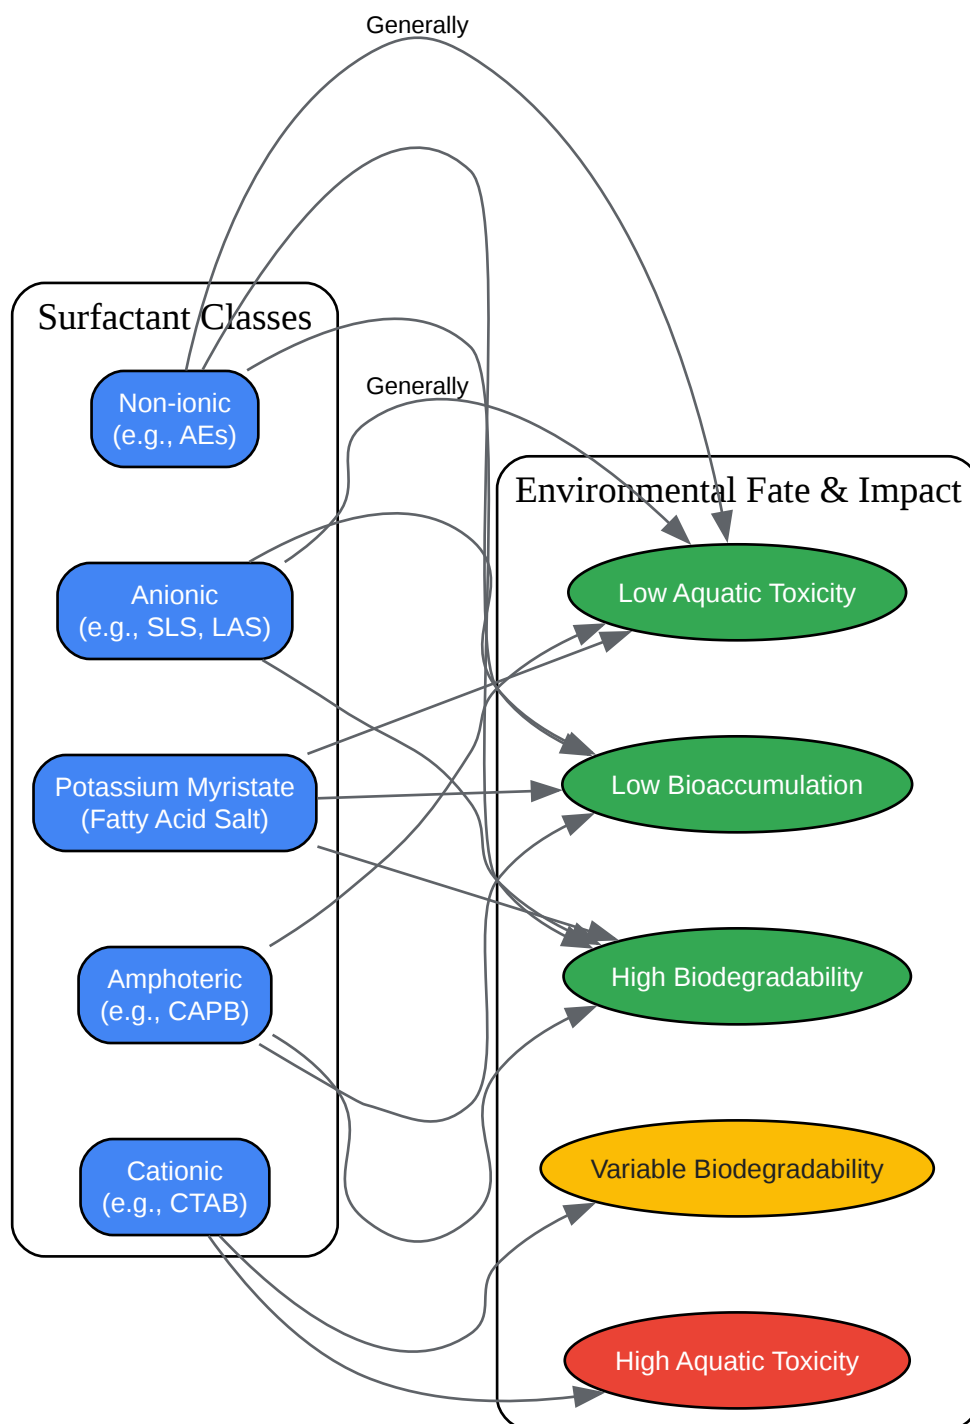 Generally
Surfactant Classes
Non-ionic
(e.g., AEs)
Generally
Environmental Fate & Impact
Anionic
(e.g., SLS, LAS)
Low Aquatic Toxicity
Potassium Myristate
(Fatty Acid Salt)
Low Bioaccumulation
Amphoteric
(e.g., CAPB)
High Biodegradability
Cationic
(e.g., CTAB)
Variable Biodegradability
High Aquatic Toxicity